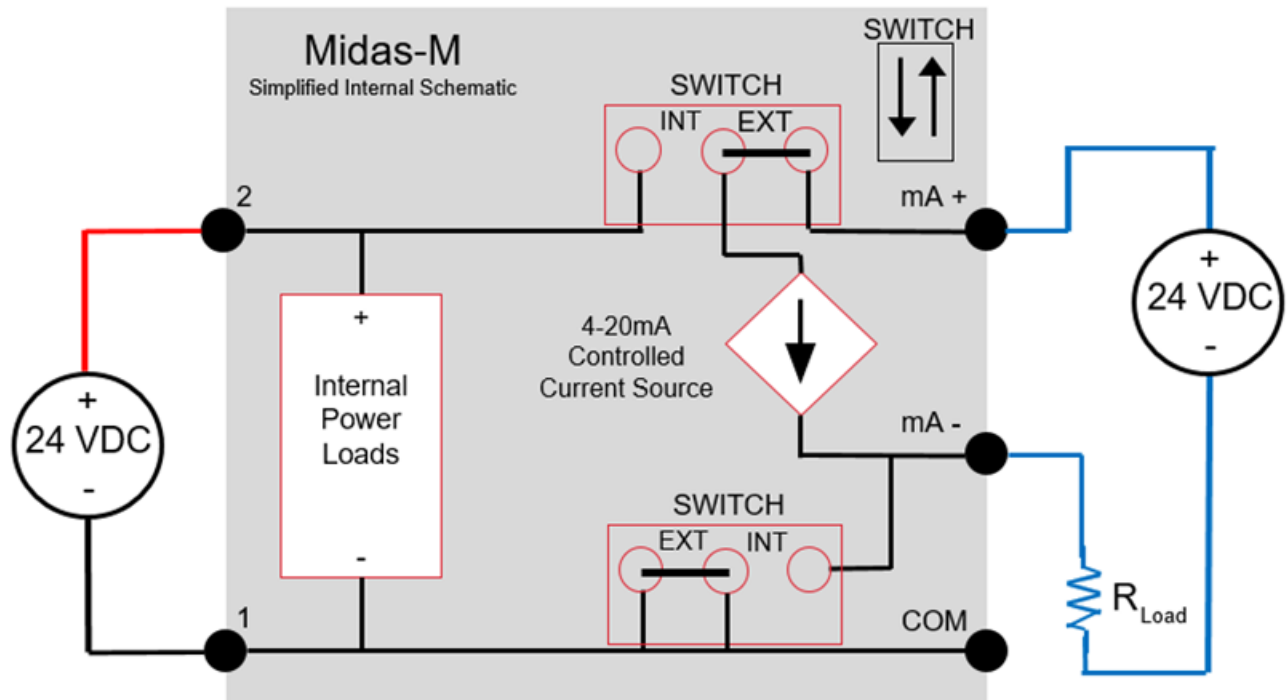 Midas-M
Simplified Internal Schematic
SWITCH
SWITCH
INT EXT
2
mA +
+
24 VDC
-
+
Internal
Power
Loads
-
4-20mA
Controlled
Current Source
+
24 VDC
-
mA -
SWITCH
EXT INT
1
COM
R Load